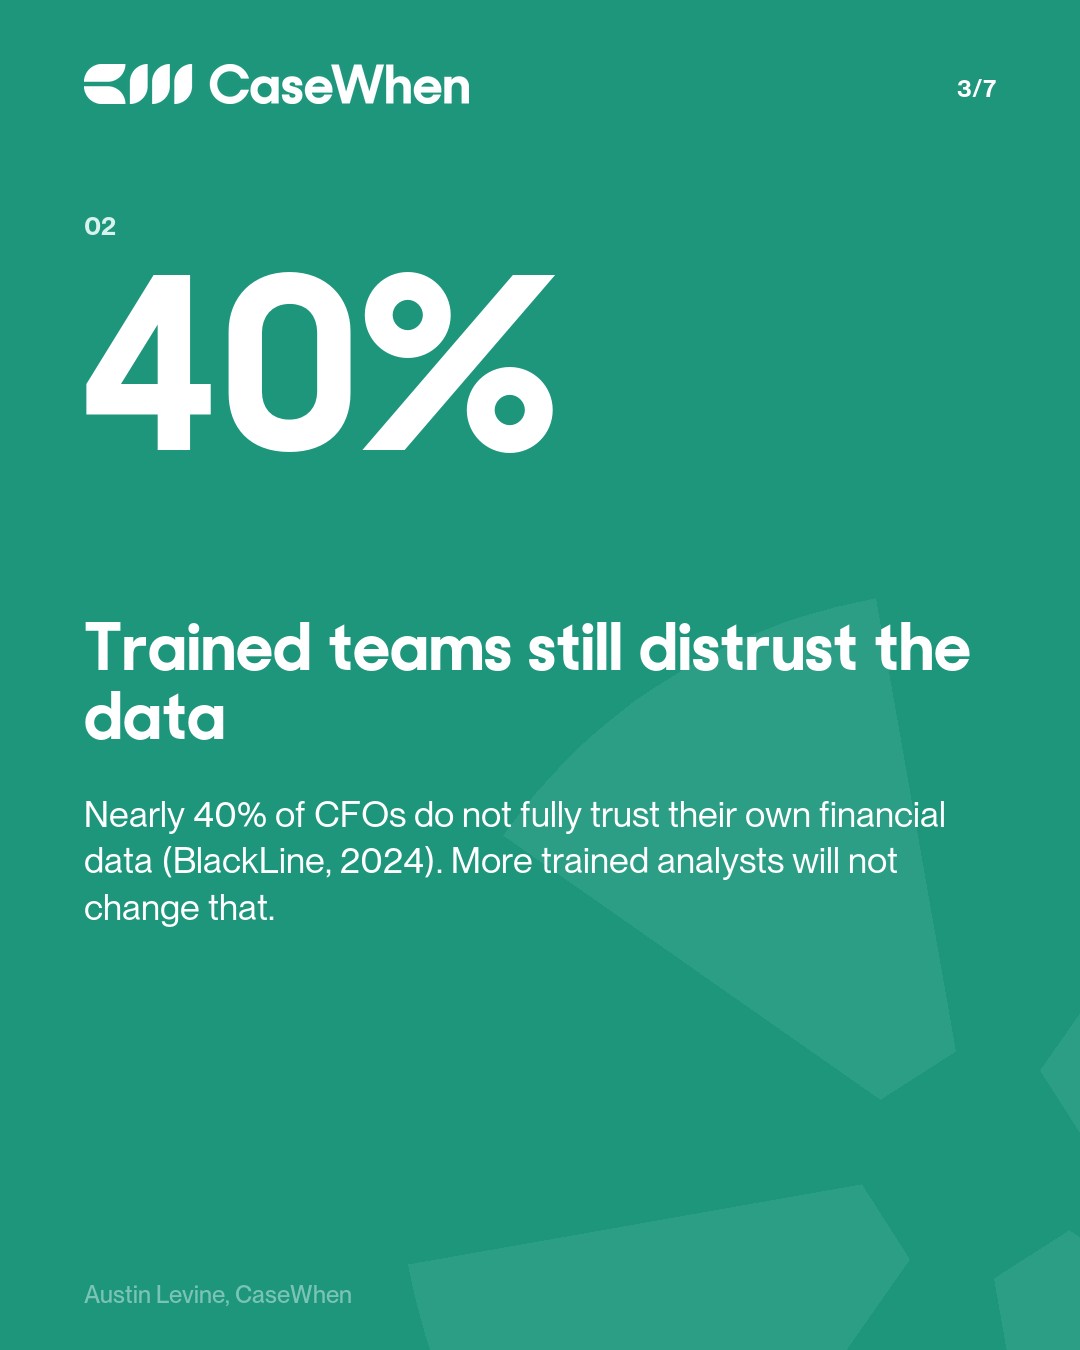 CaseWhen
3/7
02
40%
Trained teams still distrust the
data
Nearly 40% of CFOs do not fully trust their own financial
data (BlackLine, 2024). More trained analysts will not
change that.
Austin Levine, CaseWhen